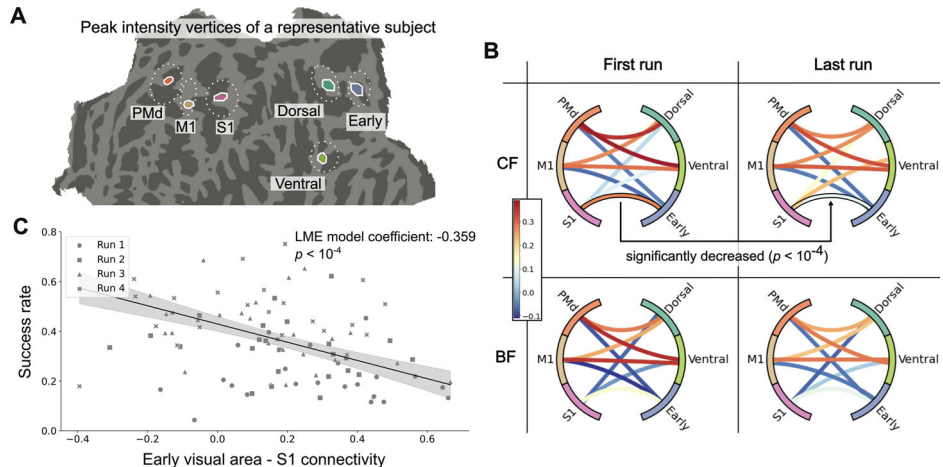 A
Peak intensity vertices of a representative subject
PMd
M1
S1
Dorsal
Early
Ventral
B
First run
Last run
CF
PMd
M1
S1
Dorsal
Ventral
Early
PMd
M1
S1
Dorsal
Ventral
Early
0.3
0.2
0.1
0.0
−0.1
significantly decreased (p < 10-4)
BF
PMd
M1
S1
Dorsal
Ventral
Early
PMd
M1
S1
Dorsal
Ventral
Early
C
LME model coefficient: -0.359
p < 10-4
Run 1
Run 2
Run 3
Run 4
Success rate
0.8
0.6
0.4
0.2
0.0
−0.4
−0.2
0.0
0.2
0.4
0.6
Early visual area - S1 connectivity